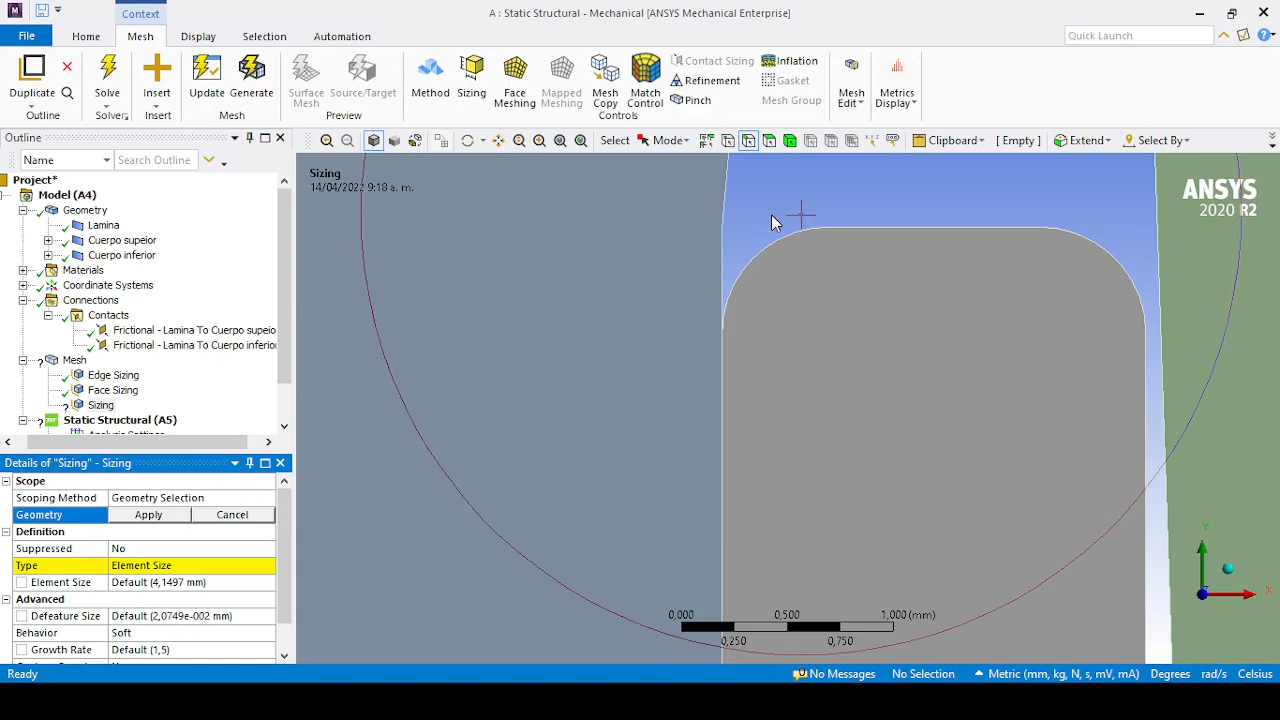 Context
A : Static Structural - Mechanical [ANSYS Mechanical Enterprise]
File Home Mesh Display Selection Automation
Quick Launch
Duplicate
Solve
Insert
Update
Generate
Surface Mesh
Source/Target
Method
Sizing
Face Meshing
Mapped Meshing
Mesh Copy
Match Control
Contact Sizing
Refinement
Pinch
Inflation
Gasket
Mesh Group
Mesh Edit
Metrics Display
Outline Solver Insert Mesh Preview Controls
Outline
Select Mode Clipboard [ Empty ] Extend Select By
Name Search Outline
Project*
Model (A4)
Geometry
Lamina
Cuerpo supeior
Cuerpo inferior
Materials
Coordinate Systems
Connections
Contacts
Frictional - Lamina To Cuerpo supeio
Frictional - Lamina To Cuerpo inferio
Mesh
Edge Sizing
Face Sizing
Sizing
Static Structural (A5)
Details of "Sizing" - Sizing
Scope
Scoping Method Geometry Selection
Geometry Apply Cancel
Definition
Suppressed No
Type Element Size
Element Size Default (4,1497 mm)
Advanced
Defeature Size Default (2,0749e-002 mm)
Behavior Soft
Growth Rate Default (1,5)
Sizing
9:18 a. m.
ANSYS
2020 R2
0,000 0,500 1,000 (mm)
0,250 0,750
Y
X
Ready No Messages No Selection Metric (mm, kg, N, s, mV, mA) Degrees rad/s Celsius